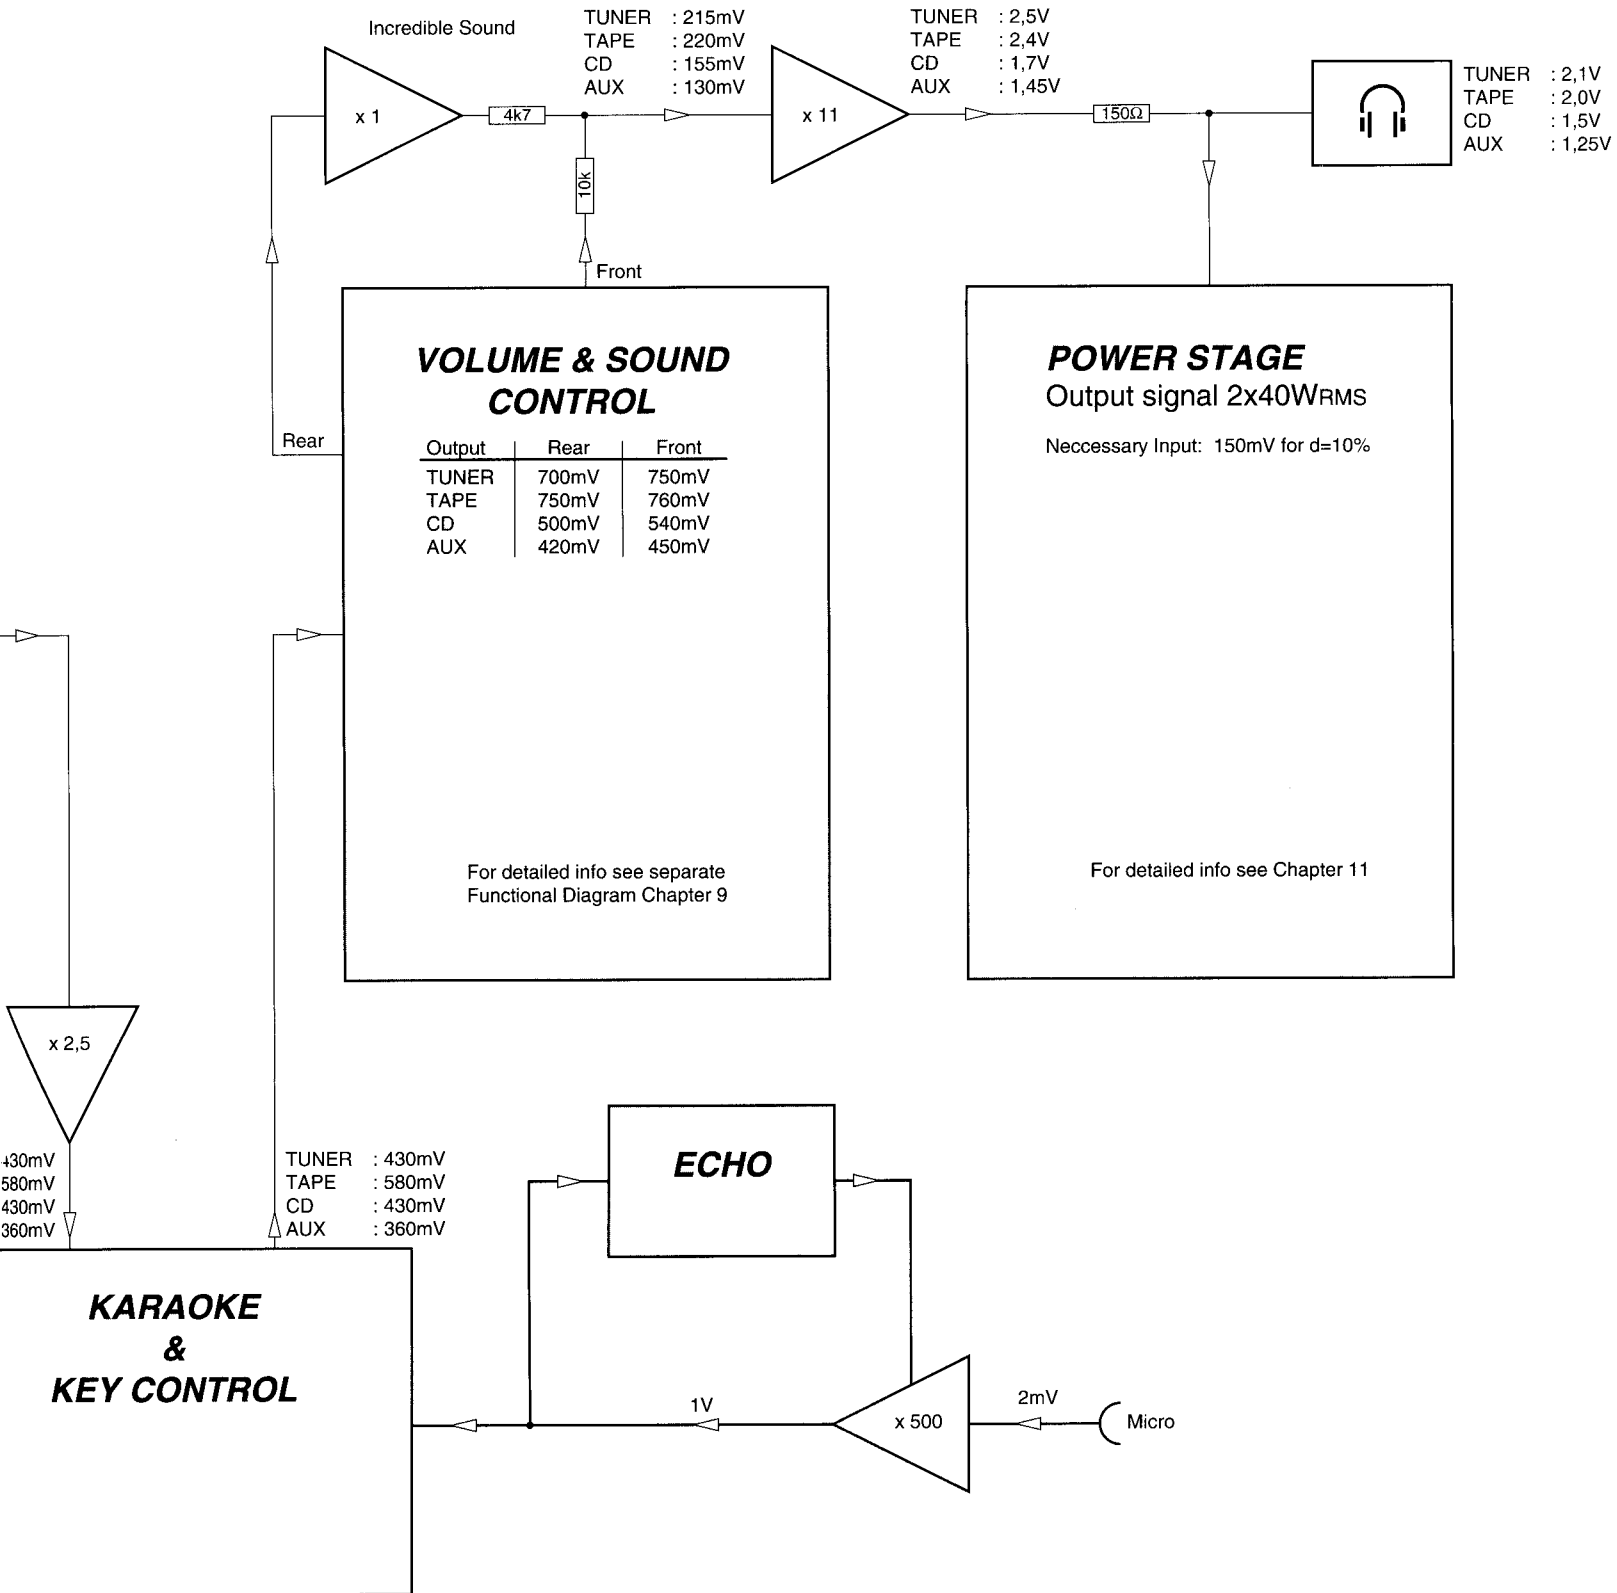 Incredible Sound
TUNER : 215mV
TAPE : 220mV
CD : 155mV
AUX : 130mV
TUNER : 2,5V
TAPE : 2,4V
CD : 1,7V
AUX : 1,45V
TUNER : 2,1V
TAPE : 2,0V
CD : 1,5V
AUX : 1,25V
x 1
4k7
x 11
150Ω
10k
Front
Rear
VOLUME & SOUND
CONTROL
Output Rear Front
TUNER 700mV 750mV
TAPE 750mV 760mV
CD 500mV 540mV
AUX 420mV 450mV
For detailed info see separate
Functional Diagram Chapter 9
POWER STAGE
Output signal 2x40WRMS
Neccessary Input: 150mV for d=10%
For detailed info see Chapter 11
x 2,5
430mV
580mV
430mV
360mV
TUNER : 430mV
TAPE : 580mV
CD : 430mV
AUX : 360mV
KARAOKE
&
KEY CONTROL
ECHO
1V
x 500
2mV
Micro